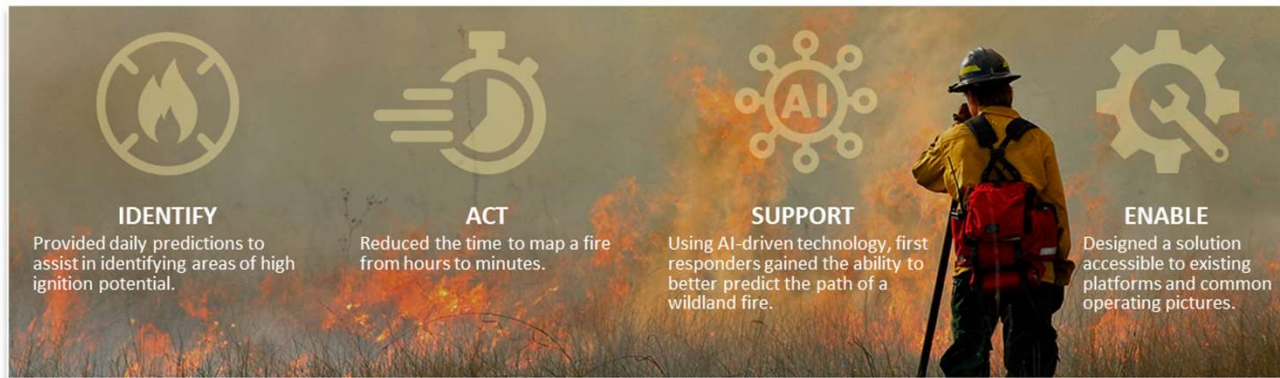 AI
IDENTIFY
Provided daily predictions to
assist in identifying areas of high
ignition potential.
ACT
Reduced the time to map a fire
from hours to minutes.
SUPPORT
Using AI-driven technology, first
responders gained the ability to
better predict the path of a
wildland fire.
ENABLE
Designed a solution
accessible to existing
platforms and common
operating pictures.